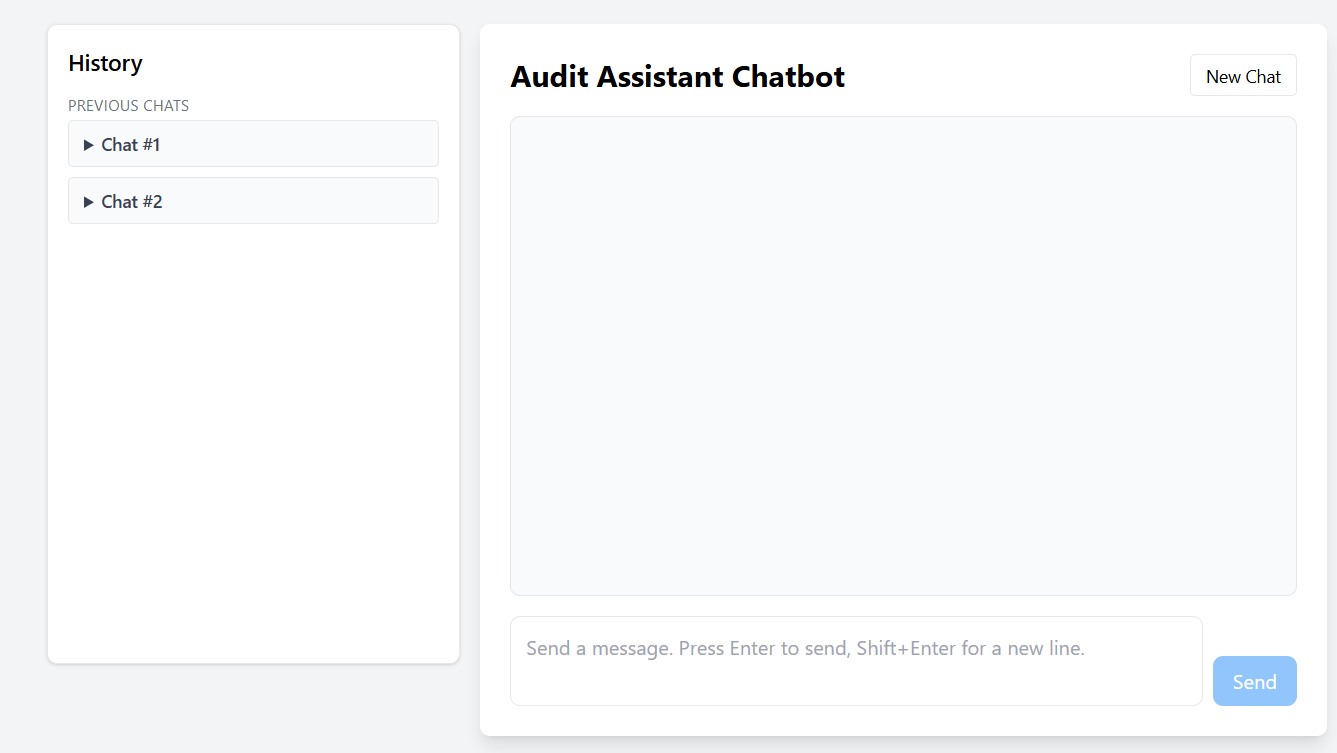 History
PREVIOUS CHATS
Chat #1
Chat #2
Audit Assistant Chatbot
New Chat
Send a message. Press Enter to send, Shift+Enter for a new line.
Send